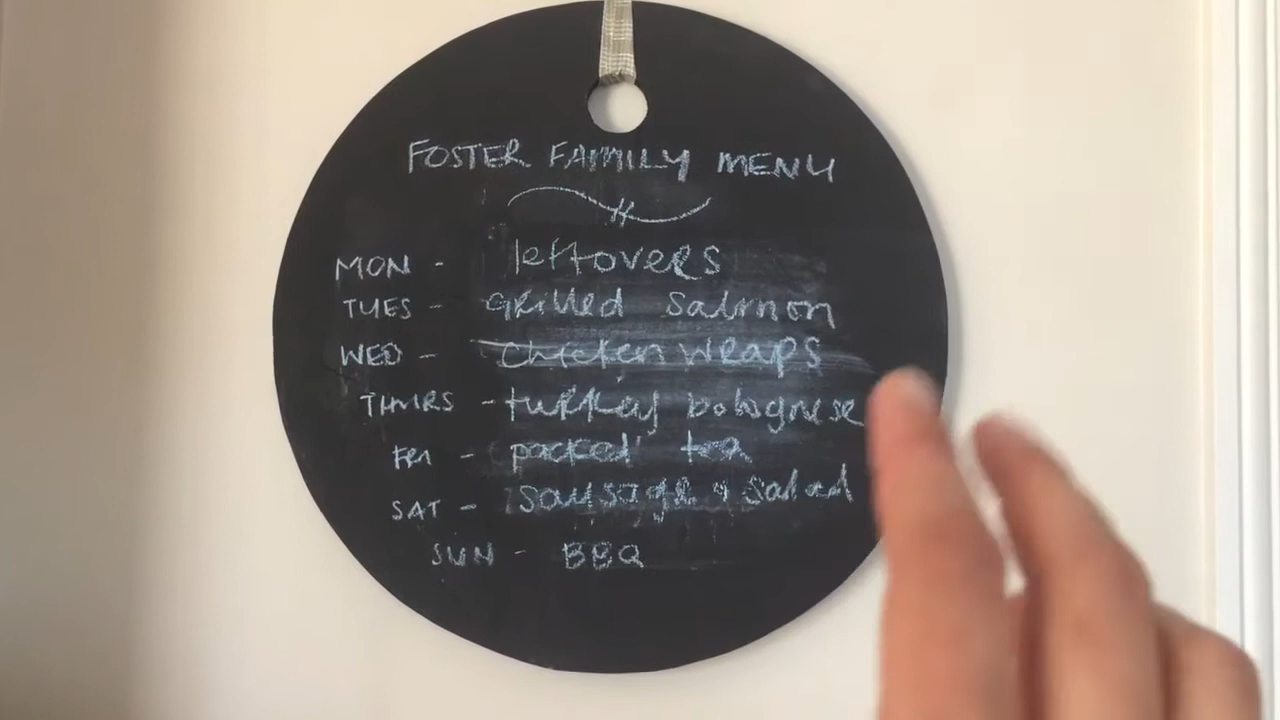 FOSTER FAMILY MENU
MON - leftovers
TUES - GRilled Salmon
WED - chicken wraps
THURS - turkey bolognese
FRI - packed tea
SAT - sausage & salad
SUN - BBQ